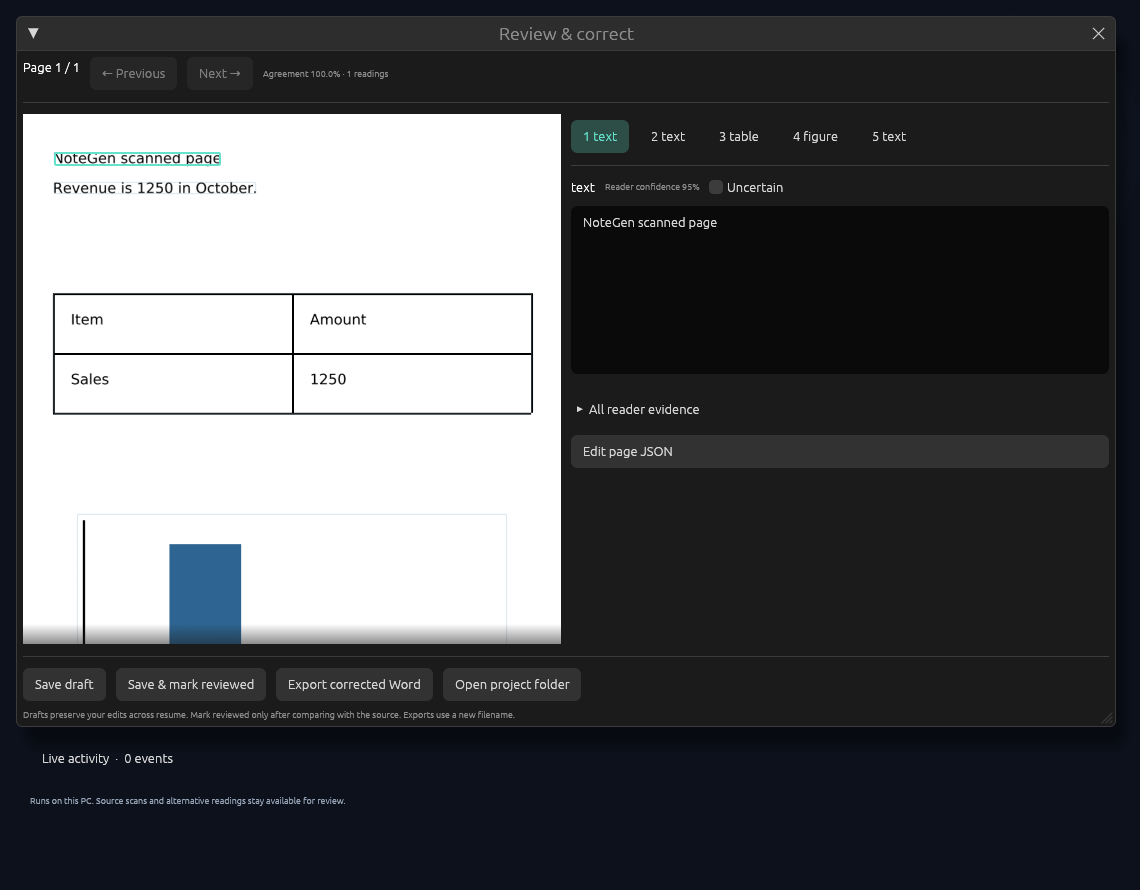 ▼ Review & correct ×
Page 1 / 1 ← Previous Next → Agreement 100.0% · 1 readings
NoteGen scanned page
Revenue is 1250 in October.
Item Amount
Sales 1250
1 text 2 text 3 table 4 figure 5 text
text Reader confidence 95% Uncertain
NoteGen scanned page
▸ All reader evidence
Edit page JSON
Save draft Save & mark reviewed Export corrected Word Open project folder
Drafts preserve your edits across resume. Mark reviewed only after comparing with the source. Exports use a new filename.
Live activity · 0 events
Runs on this PC. Source scans and alternative readings stay available for review.